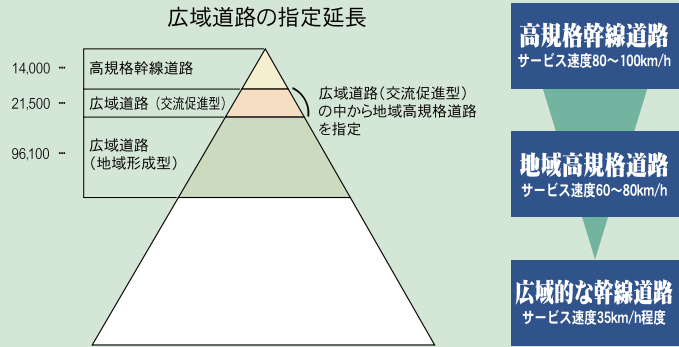 広域道路の指定延長
14,000 … 高規格幹線道路
21,500 … 広域道路（交流促進型）
96,100 … 広域道路
（地域形成型）
広域道路（交流促進型）
の中から地域高規格道路
を指定
高規格幹線道路
サービス速度80～100km/h
地域高規格道路
サービス速度60～80km/h
広域的な幹線道路
サービス速度35km/h程度